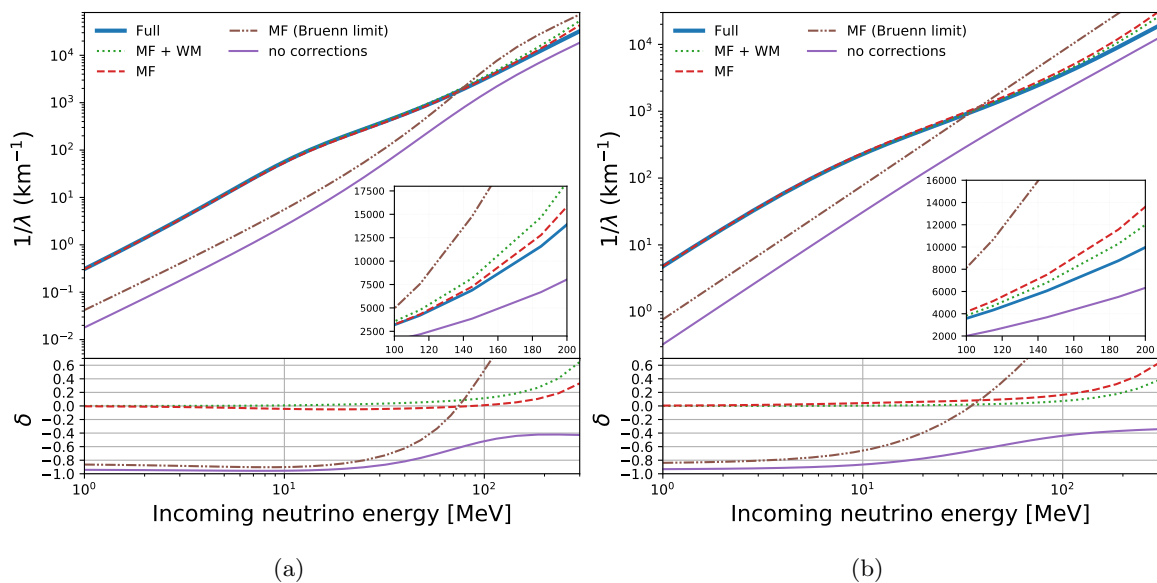 Full
MF + WM
MF
MF (Bruenn limit)
no corrections
10⁴
10³
10²
10¹
10⁰
10⁻¹
10⁻²
1/λ (km⁻¹)
17500
15000
12500
10000
7500
5000
2500
100 120 140 160 180 200
0.6
0.4
0.2
0.0
−0.2
−0.4
−0.6
−0.8
−1.0
δ
10⁰ 10¹ 10²
Incoming neutrino energy [MeV]
(a)
Full
MF + WM
MF
MF (Bruenn limit)
no corrections
10⁴
10³
10²
10¹
10⁰
1/λ (km⁻¹)
16000
14000
12000
10000
8000
6000
4000
2000
100 120 140 160 180 200
0.6
0.4
0.2
0.0
−0.2
−0.4
−0.6
−0.8
−1.0
δ
10⁰ 10¹ 10²
Incoming neutrino energy [MeV]
(b)